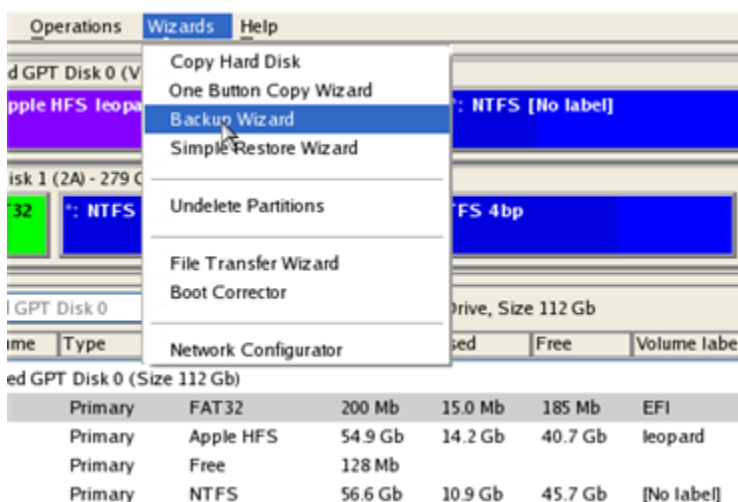 Operations Wizards Help
d GPT Disk 0 (V
Copy Hard Disk
One Button Copy Wizard
pple HFS leopa
*: NTFS [No label]
Backup Wizard
Simple Restore Wizard
isk 1 (2A) - 279 G
Undelete Partitions
32 *: NTFS
FS 4bp
File Transfer Wizard
Boot Corrector
GPT Disk 0
Drive, Size 112 Gb
Network Configurator
me Type sed Free Volume labe
ed GPT Disk 0 (Size 112 Gb)
Primary FAT32 200 Mb 15.0 Mb 185 Mb EFI
Primary Apple HFS 54.9 Gb 14.2 Gb 40.7 Gb leopard
Primary Free 128 Mb
Primary NTFS 56.6 Gb 10.9 Gb 45.7 Gb [No label]